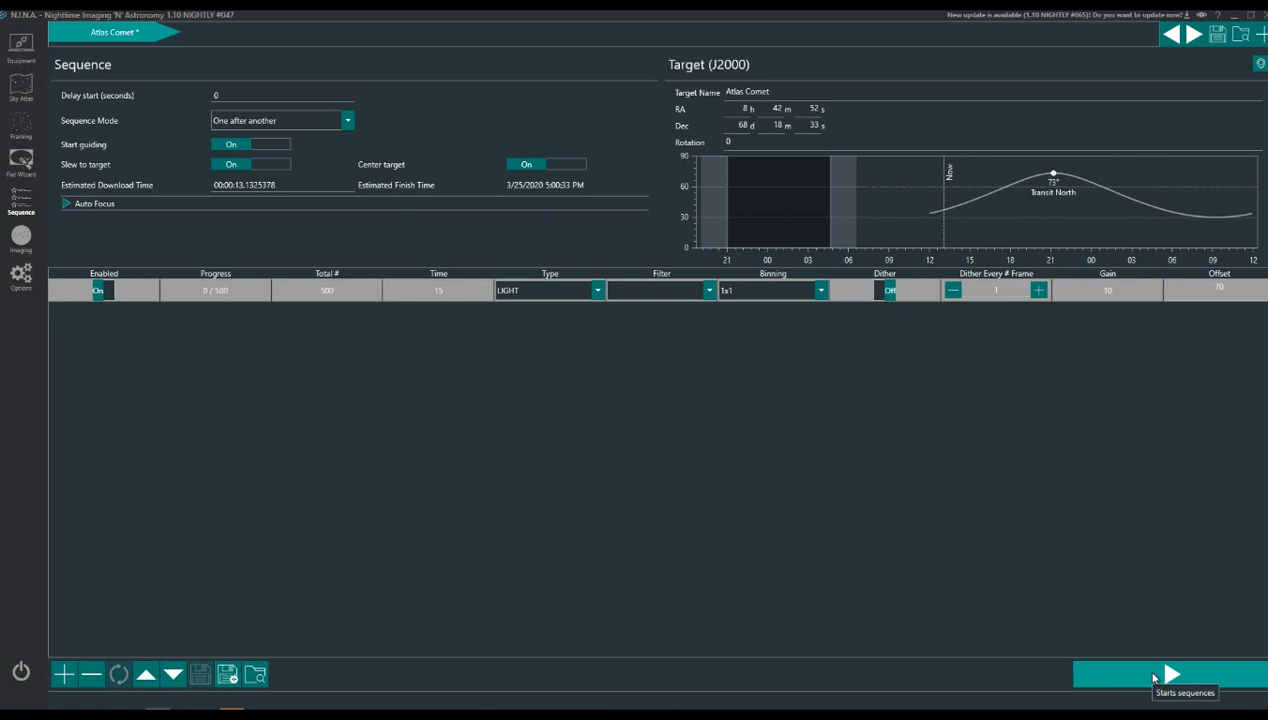 N.I.N.A. - Nighttime Imaging 'N' Astronomy 1.10 NIGHTLY #047
New update is available (1.10 NIGHTLY #065)! Do you want to update now?
Atlas Comet *
Equipment
Sky Atlas
Framing
Flat Wizard
Sequence
Imaging
Options
Sequence
Delay start (seconds) 0
Sequence Mode One after another
Start guiding On
Slew to target On Center target On
Estimated Download Time 00:00:13.1325378 Estimated Finish Time 3/25/2020 5:00:33 PM
Auto Focus
Target (J2000)
Target Name Atlas Comet
RA 8 h 42 m 52 s
Dec 68 d 18 m 33 s
Rotation 0
90
60
30
0
Now
73°
Transit North
21 00 03 06 09 12 15 18 21 00 03 06 09 12
Enabled Progress Total # Time Type Filter Binning Dither Dither Every # Frame Gain Offset
On 0 / 500 500 15 LIGHT 1x1 Off 1 10 70
Starts sequences